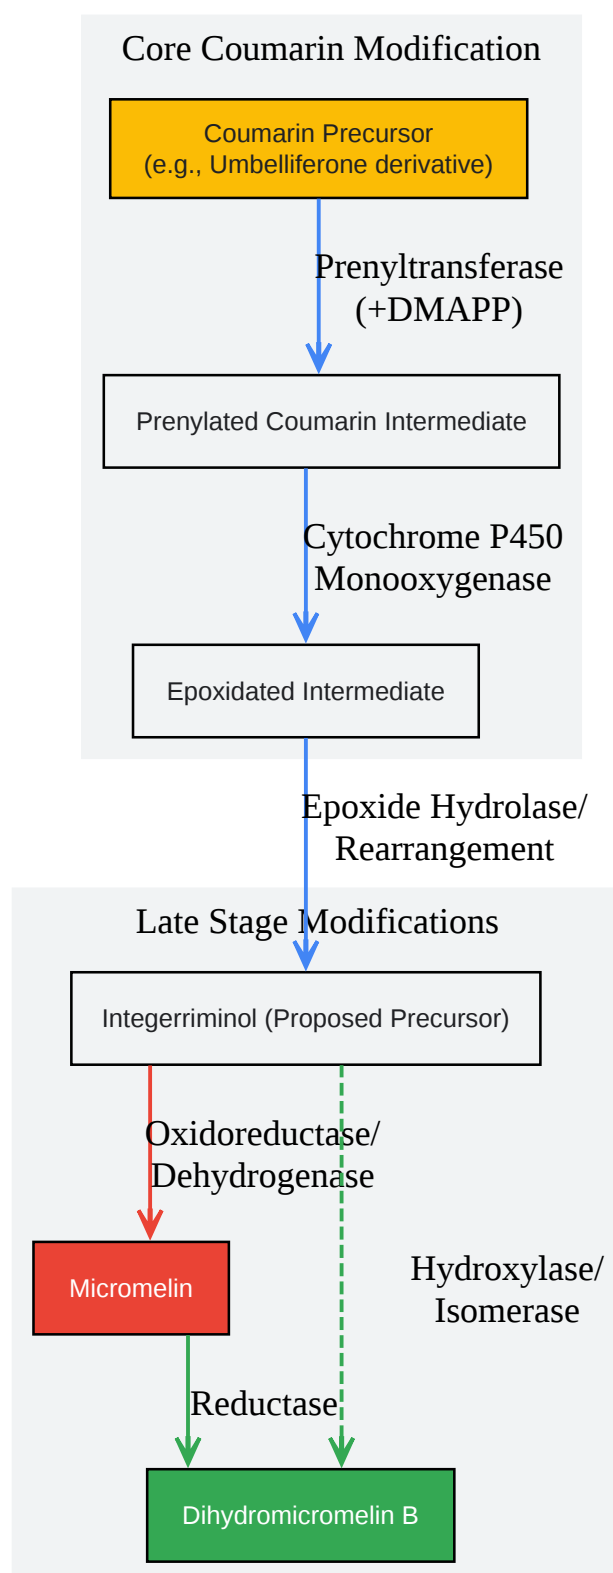 Core Coumarin Modification
Coumarin Precursor
(e.g., Umbelliferone derivative)
Prenyltransferase
(+DMAPP)
Prenylated Coumarin Intermediate
Cytochrome P450
Monooxygenase
Epoxidated Intermediate
Epoxide Hydrolase/
Rearrangement
Late Stage Modifications
Integerriminol (Proposed Precursor)
Oxidoreductase/
Dehydrogenase
Micromelin
Hydroxylase/
Isomerase
Reductase
Dihydromicromelin B